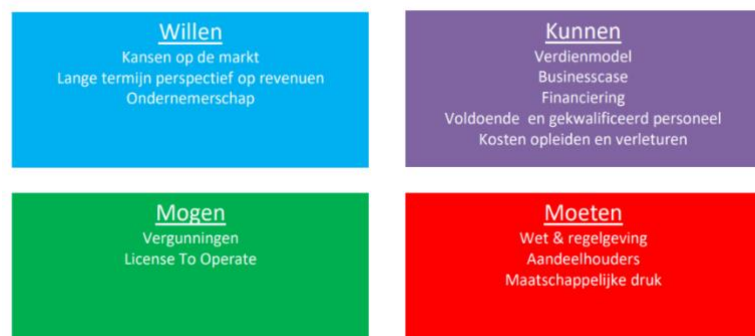 Willen
Kansen op de markt
Lange termijn perspectief op revenuen
Ondernemerschap
Kunnen
Verdienmodel
Businesscase
Financiering
Voldoende en gekwalificeerd personeel
Kosten opleiden en verleturen
Mogen
Vergunningen
License To Operate
Moeten
Wet & regelgeving
Aandeelhouders
Maatschappelijke druk